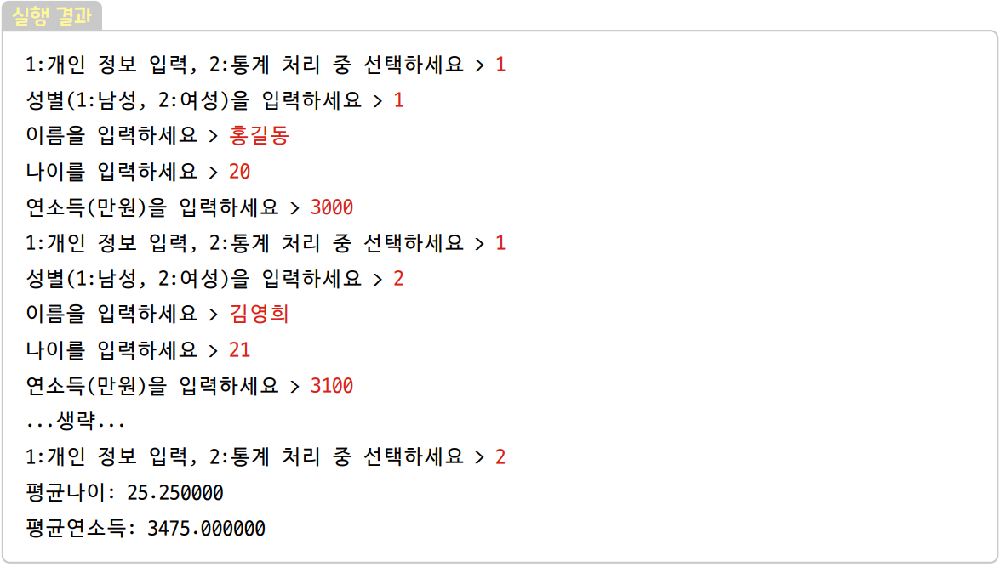 실행 결과
1:개인 정보 입력, 2:통계 처리 중 선택하세요 > 1
성별(1:남성, 2:여성)을 입력하세요 > 1
이름을 입력하세요 > 홍길동
나이를 입력하세요 > 20
연소득(만원)을 입력하세요 > 3000
1:개인 정보 입력, 2:통계 처리 중 선택하세요 > 1
성별(1:남성, 2:여성)을 입력하세요 > 2
이름을 입력하세요 > 김영희
나이를 입력하세요 > 21
연소득(만원)을 입력하세요 > 3100
...생략...
1:개인 정보 입력, 2:통계 처리 중 선택하세요 > 2
평균나이: 25.250000
평균연소득: 3475.000000